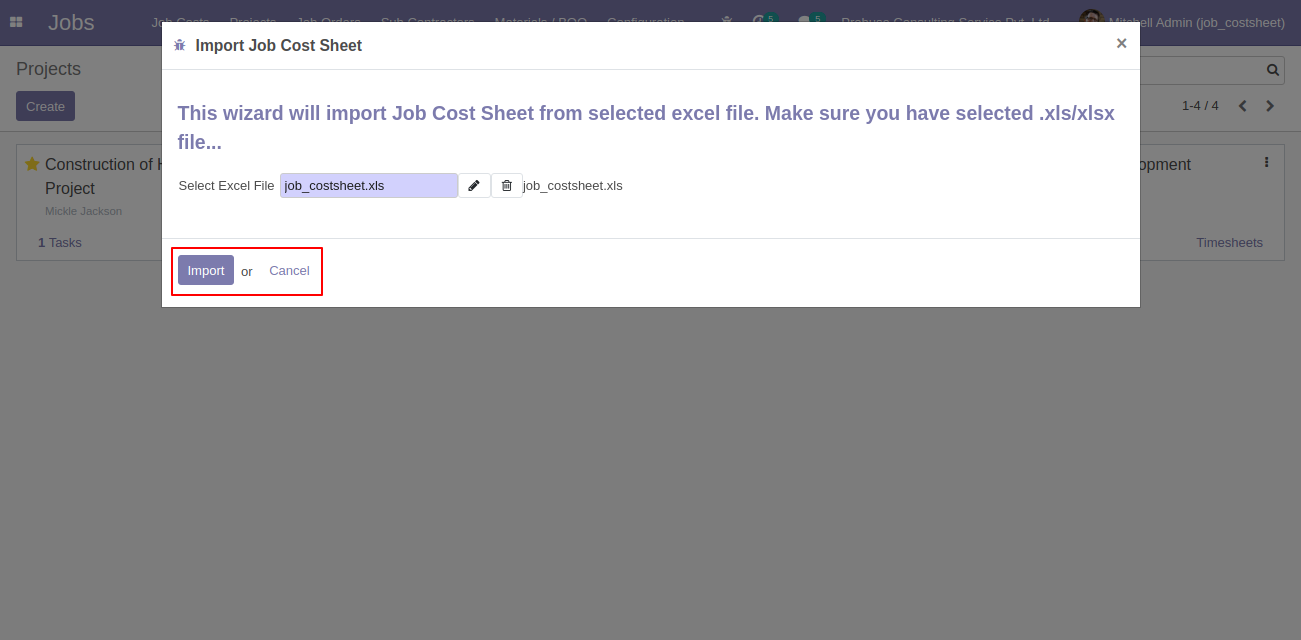 Jobs
Job Costs Projects Job Orders Sub Contractors Materials / BOQ Configuration 5 5 Probuse Consulting Service Pvt. Ltd. Mitchell Admin (job_costsheet)
Import Job Cost Sheet ×
Projects
Create
1-4 / 4
This wizard will import Job Cost Sheet from selected excel file. Make sure you have selected .xls/xlsx
file...
Select Excel File job_costsheet.xls job_costsheet.xls
Construction of
Project
opment
Mickle Jackson
1 Tasks
Timesheets
Import or Cancel